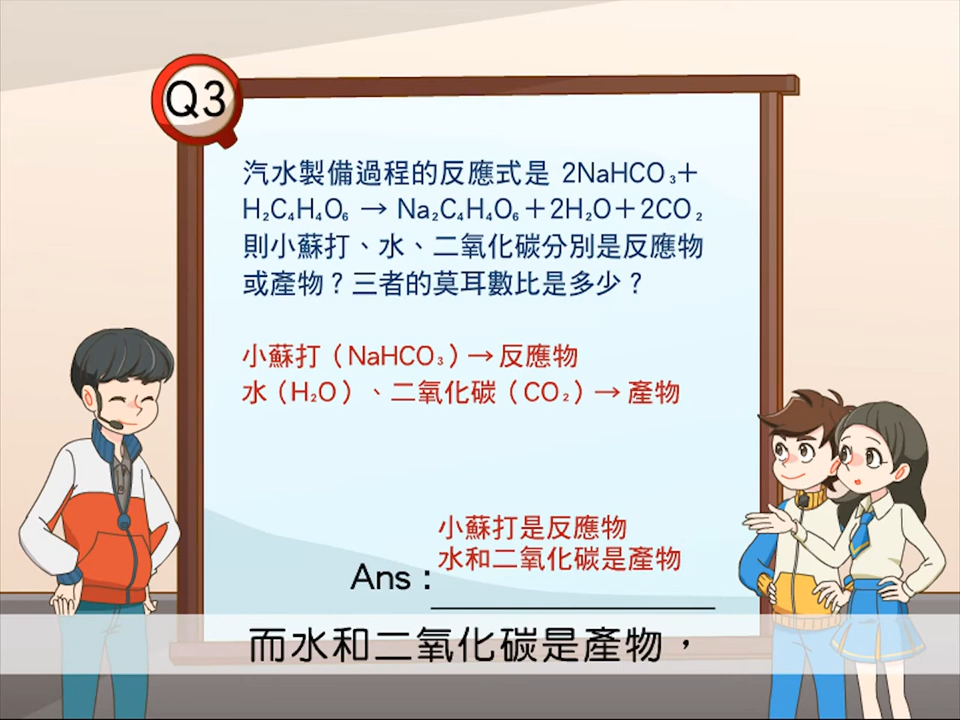 Q3
汽水製備過程的反應式是 2NaHCO₃＋
H₂C₄H₄O₆ → Na₂C₄H₄O₆＋2H₂O＋2CO₂
則小蘇打、水、二氧化碳分別是反應物
或產物？三者的莫耳數比是多少？
小蘇打（NaHCO₃）→ 反應物
水（H₂O）、二氧化碳（CO₂）→ 產物
小蘇打是反應物
水和二氧化碳是產物
Ans：
而水和二氧化碳是產物，